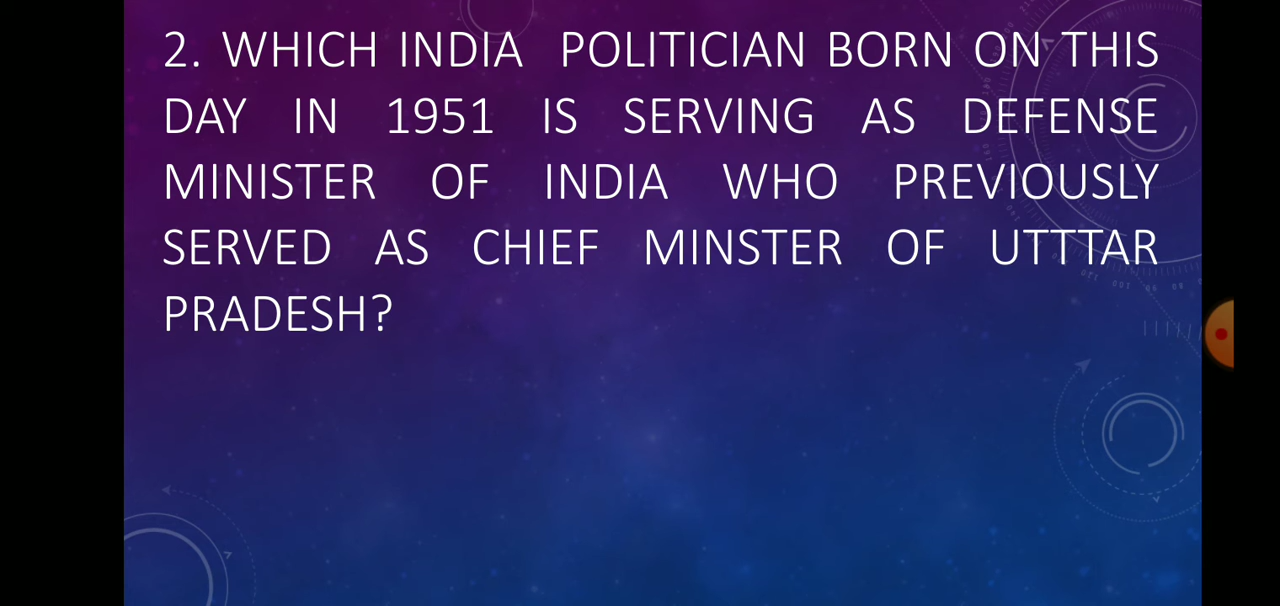 2. WHICH INDIA POLITICIAN BORN ON THIS
DAY IN 1951 IS SERVING AS DEFENSE
MINISTER OF INDIA WHO PREVIOUSLY
SERVED AS CHIEF MINSTER OF UTTTAR
PRADESH?